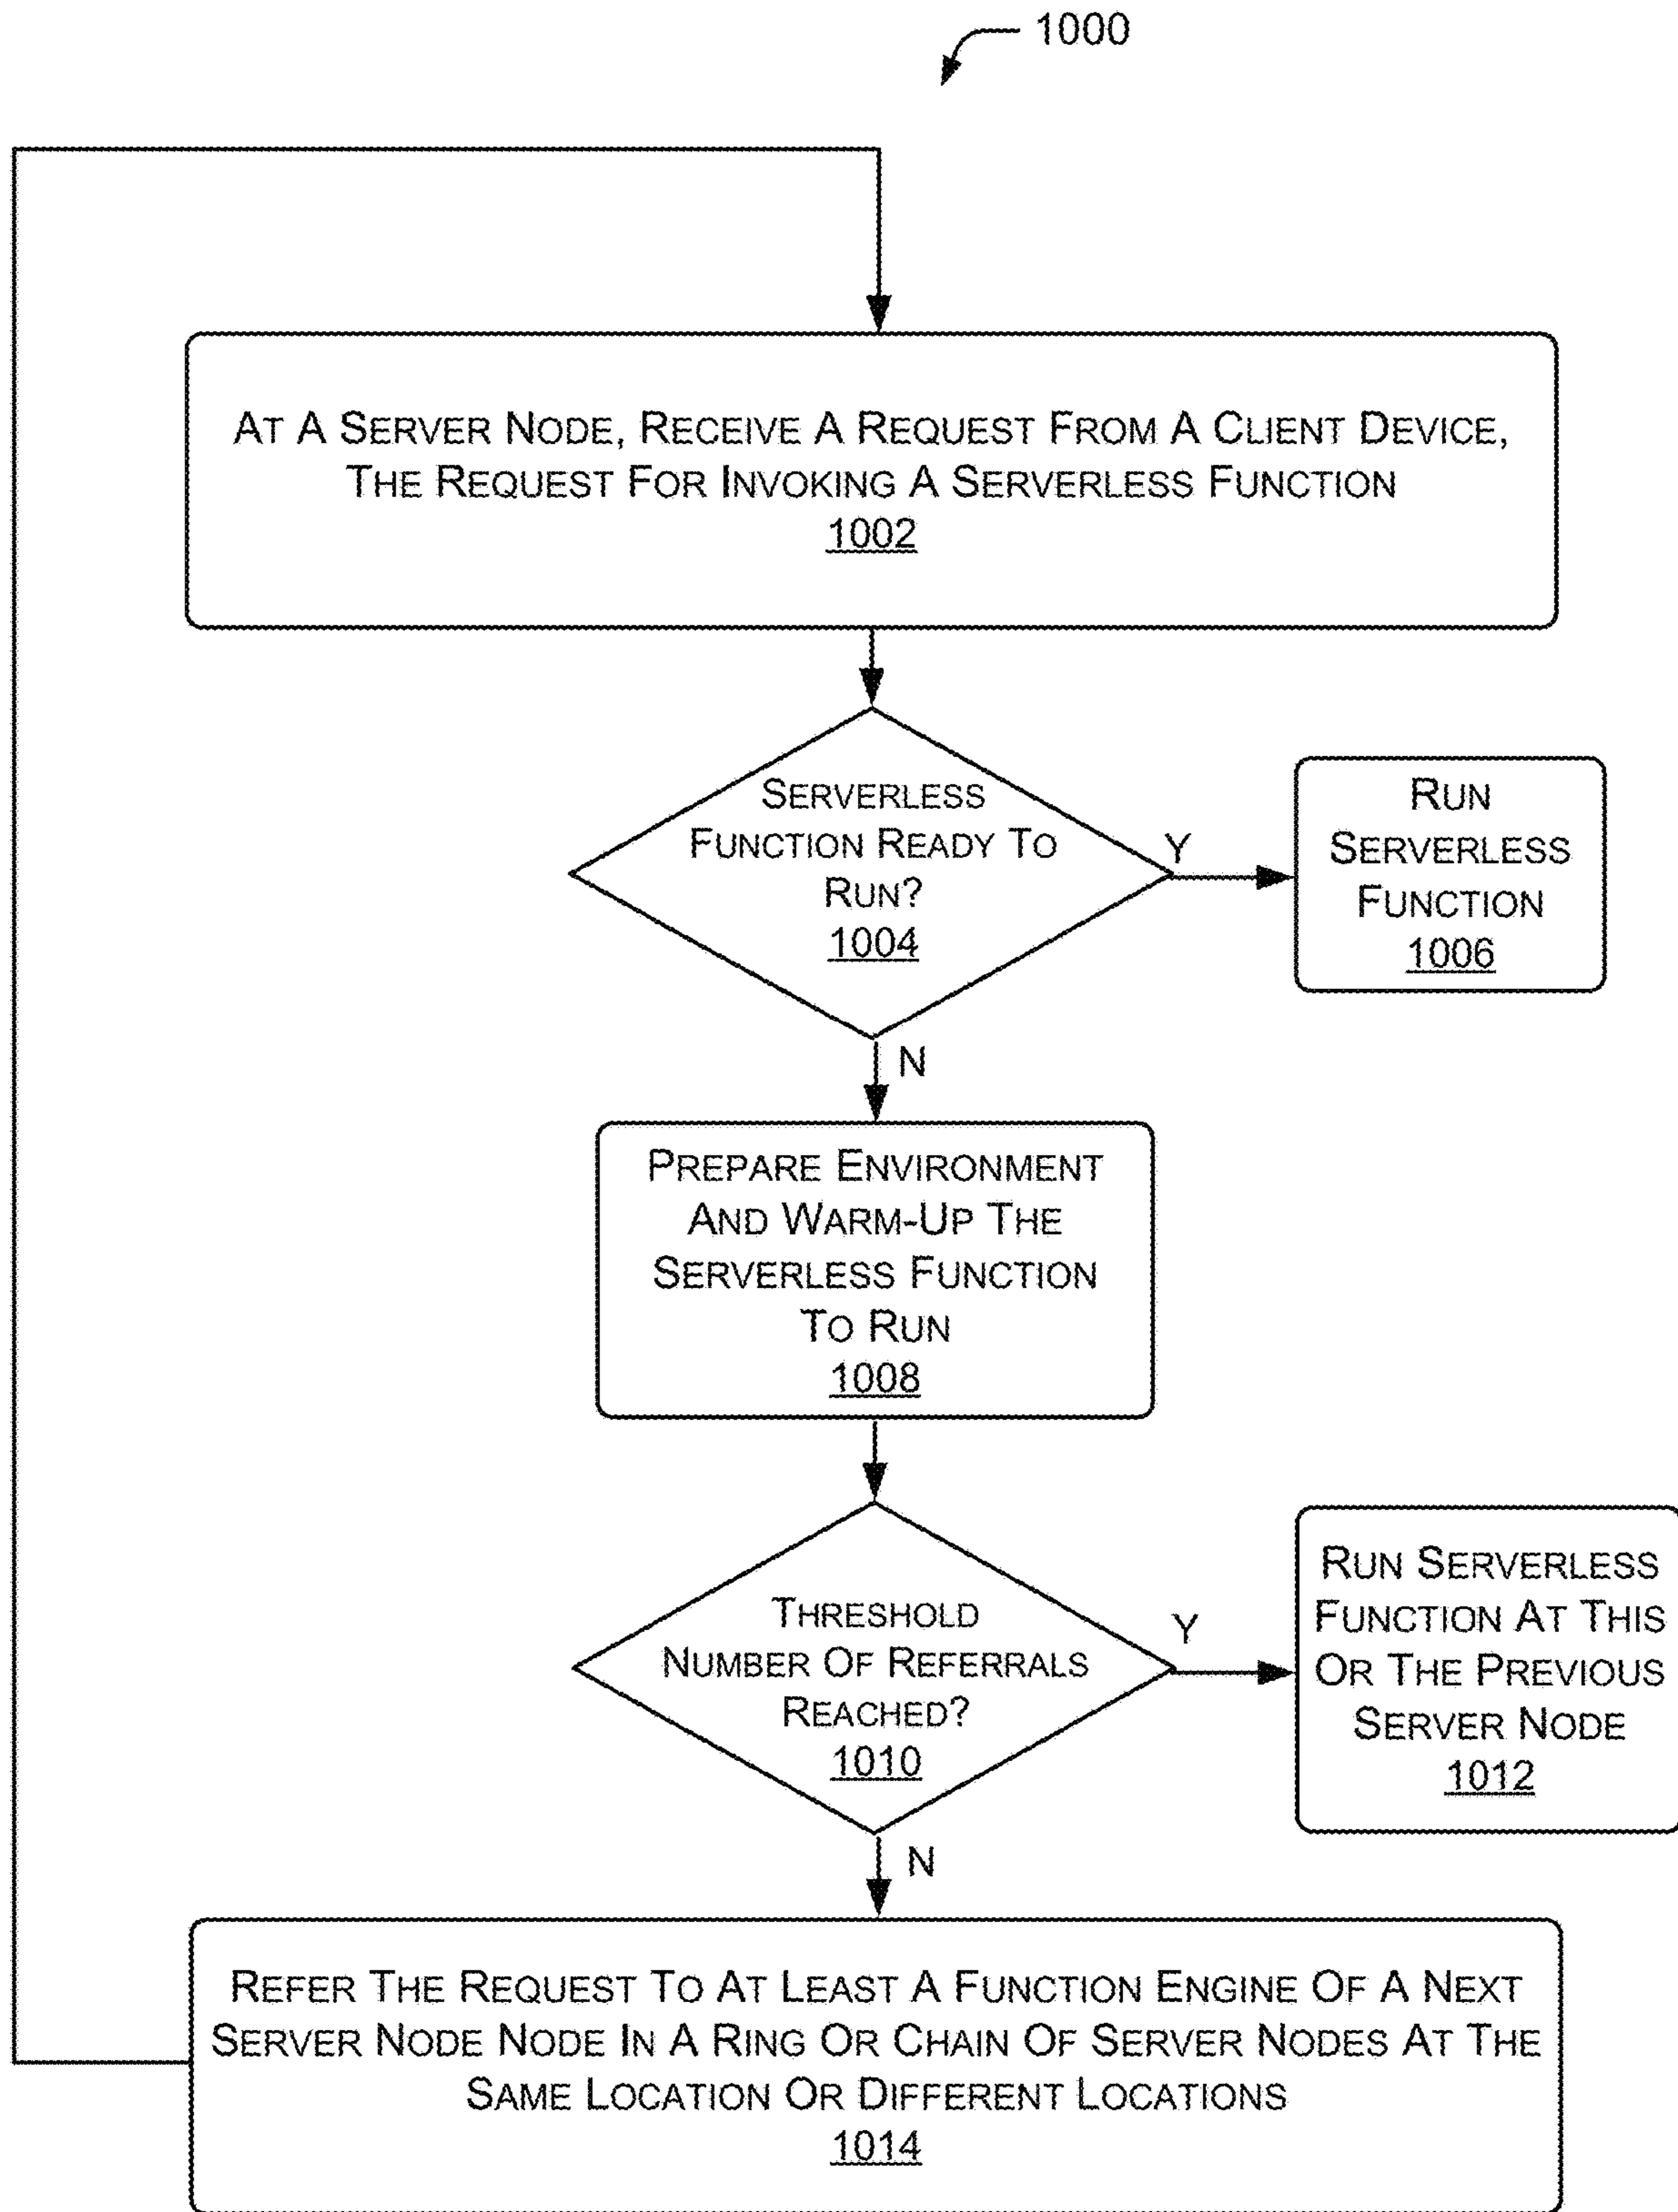 1000
AT A SERVER NODE, RECEIVE A REQUEST FROM A CLIENT DEVICE,
THE REQUEST FOR INVOKING A SERVERLESS FUNCTION
1002
SERVERLESS
FUNCTION READY TO
RUN?
1004
Y
RUN
SERVERLESS
FUNCTION
1006
N
PREPARE ENVIRONMENT
AND WARM-UP THE
SERVERLESS FUNCTION
TO RUN
1008
THRESHOLD
NUMBER OF REFERRALS
REACHED?
1010
Y
RUN SERVERLESS
FUNCTION AT THIS
OR THE PREVIOUS
SERVER NODE
1012
N
REFER THE REQUEST TO AT LEAST A FUNCTION ENGINE OF A NEXT
SERVER NODE NODE IN A RING OR CHAIN OF SERVER NODES AT THE
SAME LOCATION OR DIFFERENT LOCATIONS
1014